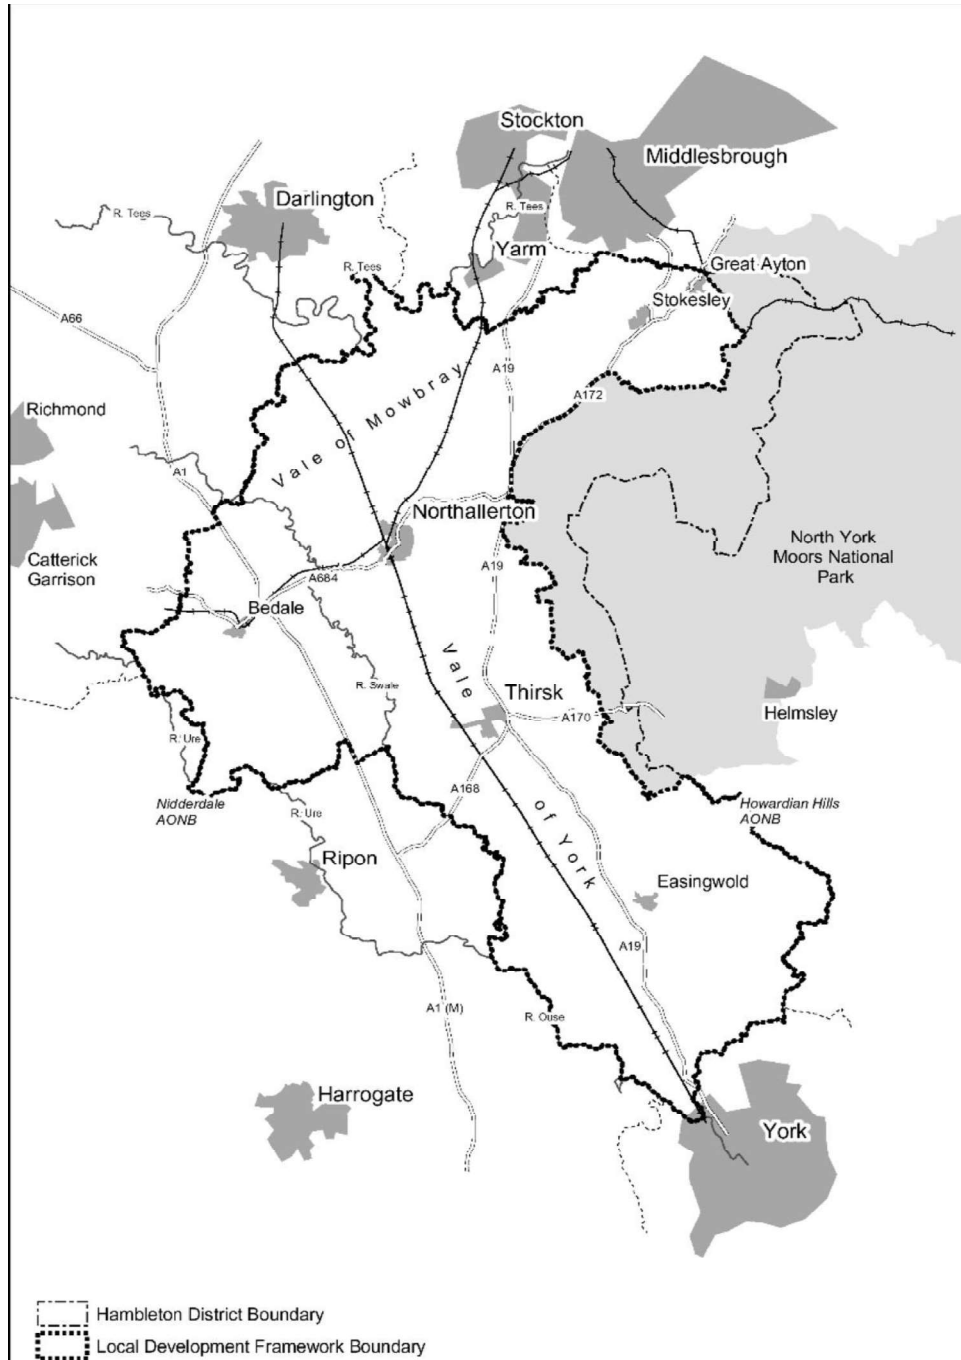 Stockton
Middlesbrough
Darlington
R. Tees
R. Tees
Yarm
R. Tees
Great Ayton
Stokesley
A66
A19
A172
Vale of Mowbray
Richmond
A1
Northallerton
Catterick
Garrison
North York
Moors National
Park
A684
A19
Bedale
Vale
R. Swale
Thirsk
A170
Helmsley
R. Ure
A168
Nidderdale
AONB
Howardian Hills
AONB
R. Ure
of York
Ripon
Easingwold
A19
A1 (M)
R. Ouse
Harrogate
York
Hambleton District Boundary
Local Development Framework Boundary